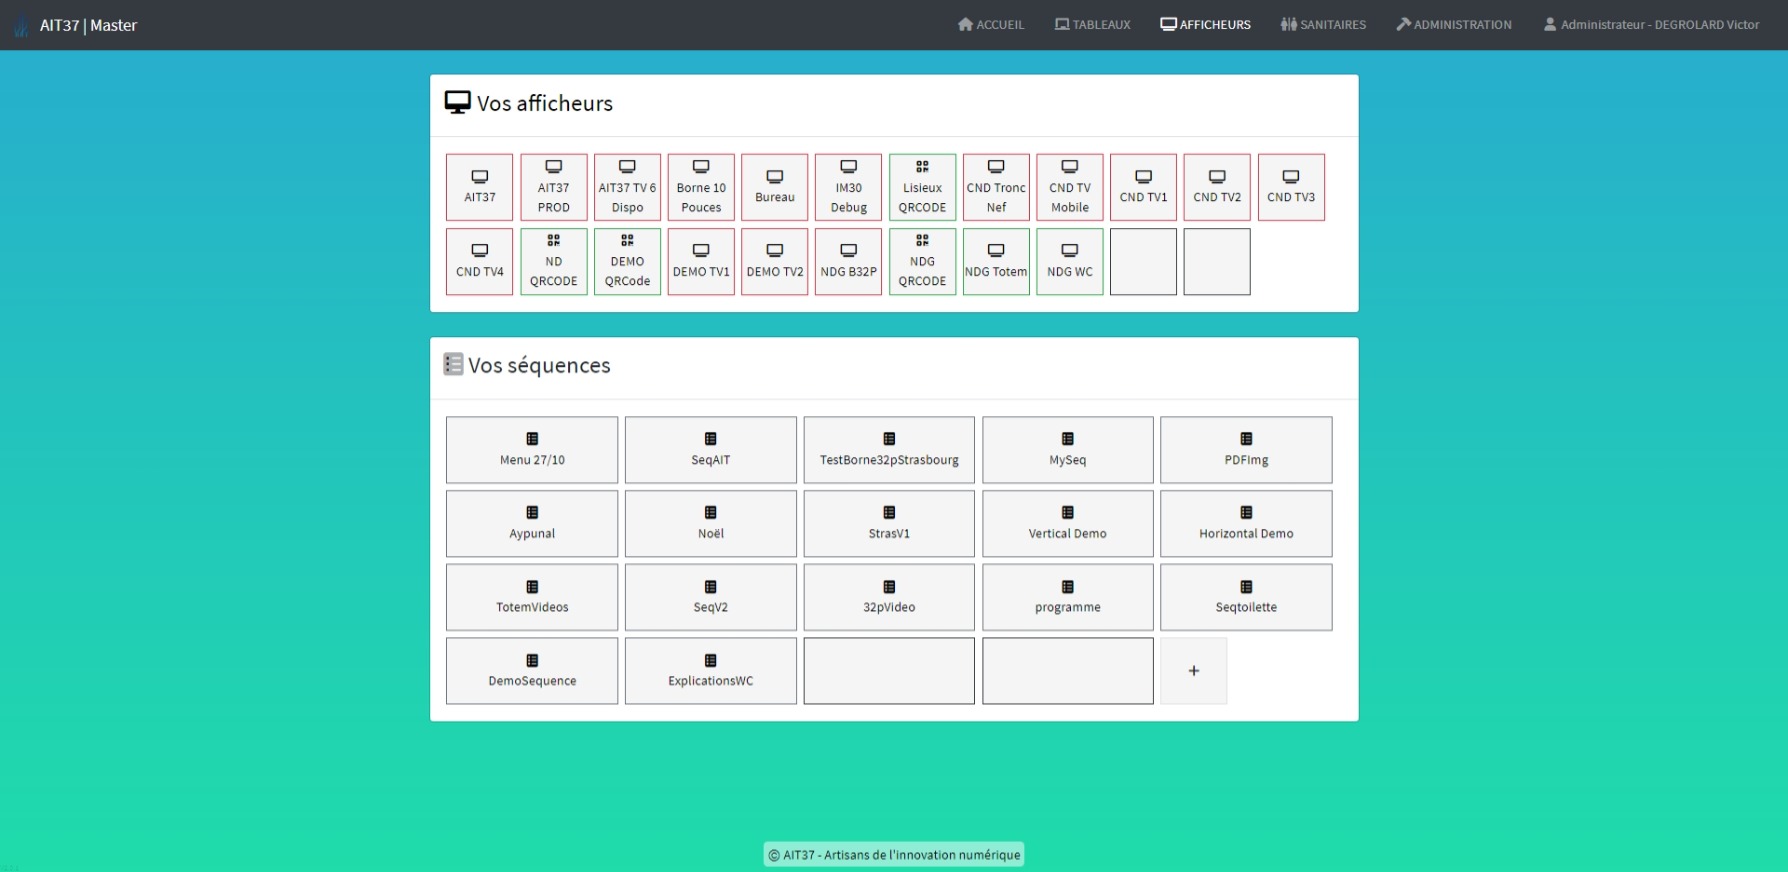 AIT37 | Master
ACCUEIL
TABLEAUX
AFFICHEURS
SANITAIRES
ADMINISTRATION
Administrateur - DEGROLARD Victor
Vos afficheurs
AIT37
AIT37
PROD
AIT37 TV 6
Dispo
Borne 10
Pouces
Bureau
IM30
Debug
Lisieux
QRCODE
CND Tronc
Nef
CND TV
Mobile
CND TV1
CND TV2
CND TV3
CND TV4
ND
QRCODE
DEMO
QRCode
DEMO TV1
DEMO TV2
NDG B32P
NDG
QRCODE
NDG Totem
NDG WC
Vos séquences
Menu 27/10
SeqAIT
TestBorne32pStrasbourg
MySeq
PDFImg
Aypunal
Noël
StrasV1
Vertical Demo
Horizontal Demo
TotemVideos
SeqV2
32pVideo
programme
Seqtoilette
DemoSequence
ExplicationsWC
+
© AIT37 - Artisans de l'innovation numérique